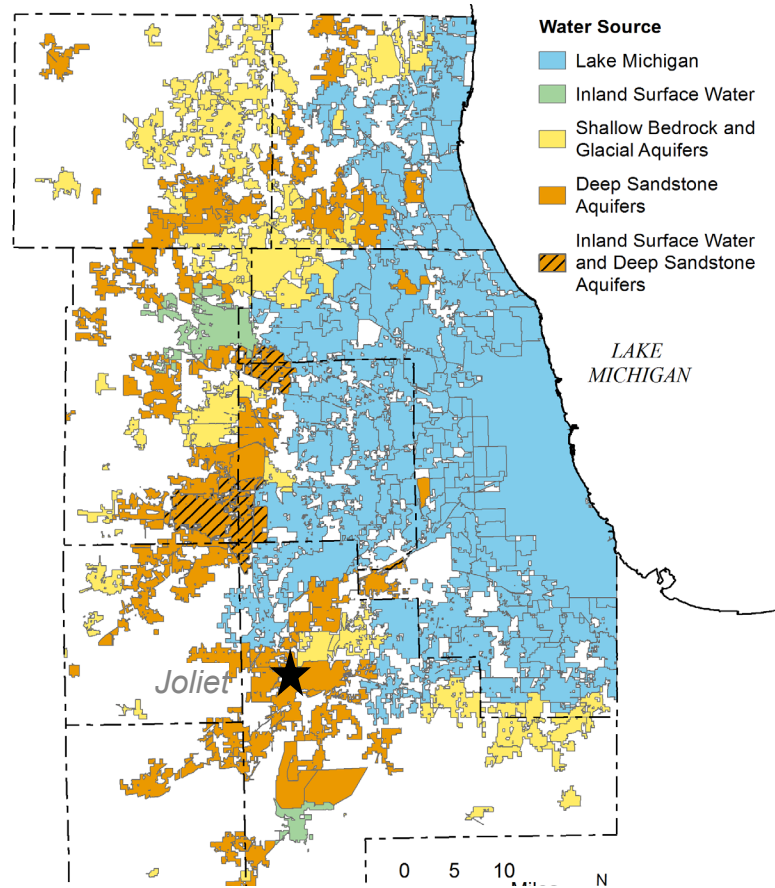 Water Source
Lake Michigan
Inland Surface Water
Shallow Bedrock and
Glacial Aquifers
Deep Sandstone
Aquifers
Inland Surface Water
and Deep Sandstone
Aquifers
LAKE
MICHIGAN
Joliet
0 5 10
Miles
N